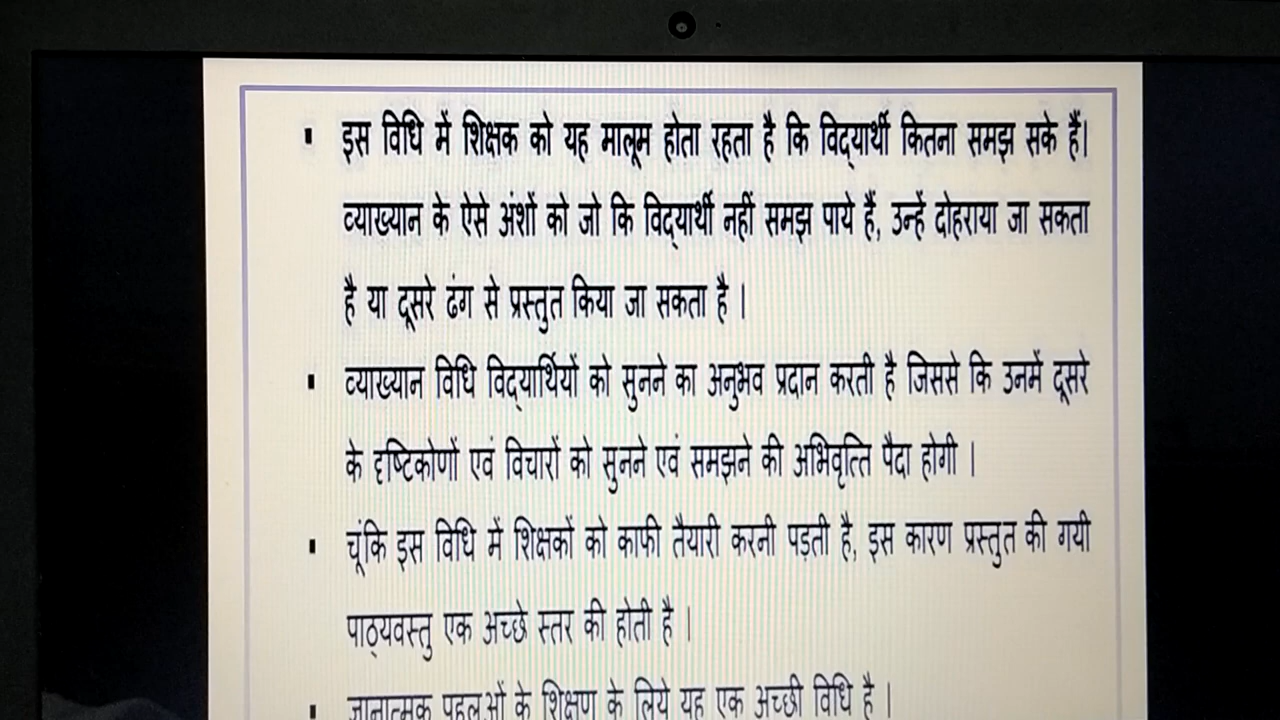 ▪ इस विधि में शिक्षक को यह मालूम होता रहता है कि विद्यार्थी कितना समझ सके हैं।
व्याख्यान के ऐसे अंशों को जो कि विद्यार्थी नहीं समझ पाये हैं, उन्हें दोहराया जा सकता
है या दूसरे ढंग से प्रस्तुत किया जा सकता है ।
▪ व्याख्यान विधि विद्यार्थियों को सुनने का अनुभव प्रदान करती है जिससे कि उनमें दूसरे
के दृष्टिकोणों एवं विचारों को सुनने एवं समझने की अभिवृत्ति पैदा होगी ।
▪ चूंकि इस विधि में शिक्षकों को काफी तैयारी करनी पड़ती है, इस कारण प्रस्तुत की गयी
पाठ्यवस्तु एक अच्छे स्तर की होती है ।
▪ ज्ञानात्मक पहलुओं के शिक्षण के लिये यह एक अच्छी विधि है ।